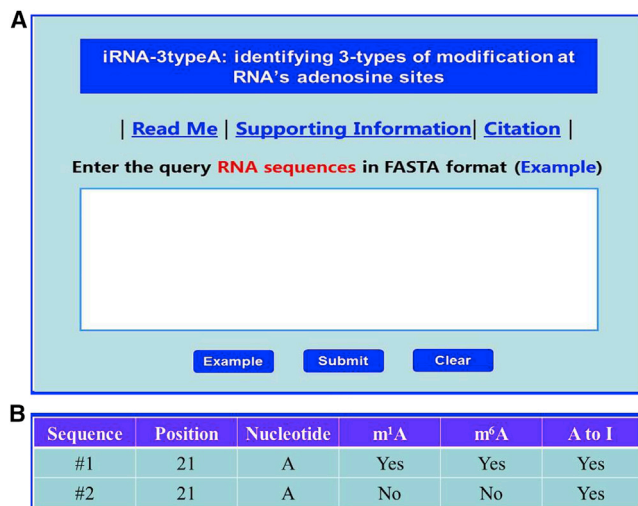 A
iRNA-3typeA: identifying 3-types of modification at
RNA's adenosine sites
| Read Me | Supporting Information| Citation |
Enter the query RNA sequences in FASTA format (Example)
Example Submit Clear
B
Sequence Position Nucleotide m¹A m⁶A A to I
#1 21 A Yes Yes Yes
#2 21 A No No Yes